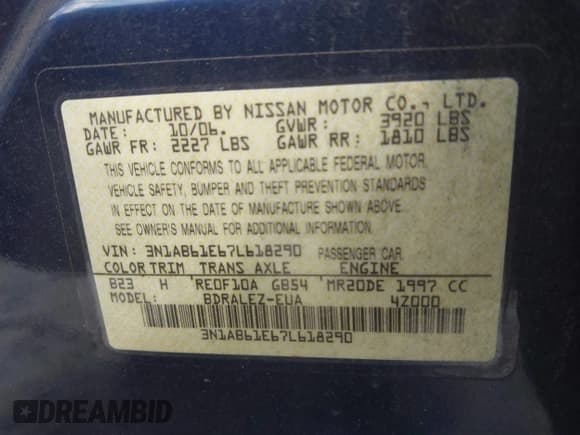 MANUFACTURED BY NISSAN MOTOR CO., LTD.
DATE: 10/06. GVWR: 3920 LBS
GAWR FR: 2227 LBS GAWR RR: 1810 LBS
THIS VEHICLE CONFORMS TO ALL APPLICABLE FEDERAL MOTOR
VEHICLE SAFETY, BUMPER AND THEFT PREVENTION STANDARDS
IN EFFECT ON THE DATE OF MANUFACTURE SHOWN ABOVE.
SEE OWNER'S MANUAL FOR ADDITIONAL INFORMATION
VIN: 3N1AB61E67L618290 PASSENGER CAR
COLOR TRIM TRANS AXLE ENGINE
B23 H RE0F10A GB54 MR20DE 1997 CC
MODEL: BDRALEZ-EUA 4Z000
3N1AB61E67L618290
DREAMBID